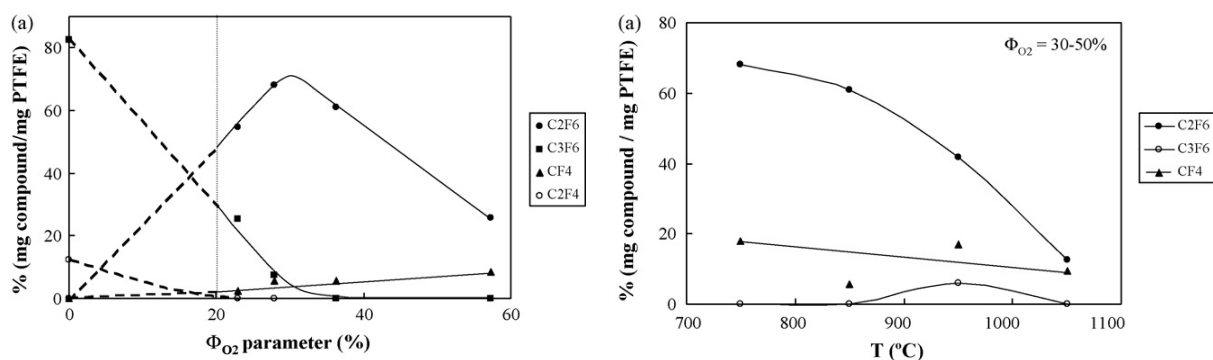 (a)
% (mg compound/mg PTFE)
80
60
40
20
0
0
20
40
60
ΦO2 parameter (%)
C2F6
C3F6
CF4
C2F4
(a)
% (mg compound / mg PTFE)
80
60
40
20
0
700
800
900
1000
1100
T (ºC)
ΦO2 = 30-50%
C2F6
C3F6
CF4